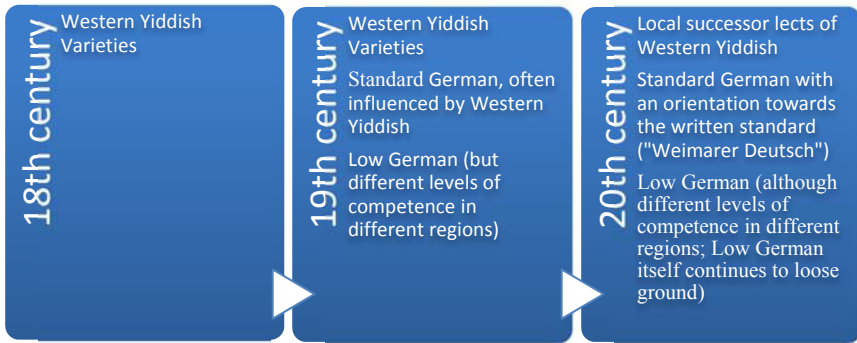 18th century
Western Yiddish
Varieties
19th century
Western Yiddish
Varieties
Standard German, often
influenced by Western
Yiddish
Low German (but
different levels of
competence in
different regions)
20th century
Local successor lects of
Western Yiddish
Standard German with
an orientation towards
the written standard
("Weimarer Deutsch")
Low German (although
different levels of
competence in different
regions; Low German
itself continues to loose
ground)